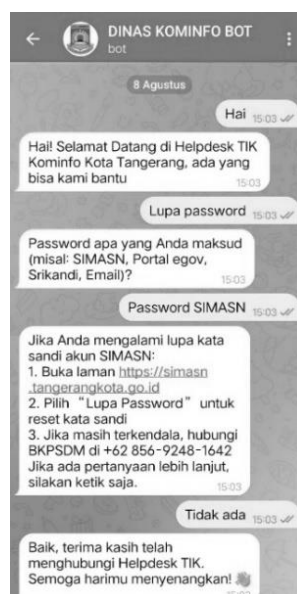 DINAS KOMINFO BOT
bot
8 Agustus
Hai 15:03
Hai! Selamat Datang di Helpdesk TIK
Kominfo Kota Tangerang, ada yang
bisa kami bantu
15:03
Lupa password 15:03
Password apa yang Anda maksud
(misal: SIMASN, Portal egov,
Srikandi, Email)?
15:03
Password SIMASN 15:03
Jika Anda mengalami lupa kata
sandi akun SIMASN:
1. Buka laman https://simasn
.tangerangkota.go.id
2. Pilih “Lupa Password” untuk
reset kata sandi
3. Jika masih terkendala, hubungi
BKPSDM di +62 856-9248-1642
Jika ada pertanyaan lebih lanjut,
silakan ketik saja.
15:03
Tidak ada 15:03
Baik, terima kasih telah
menghubungi Helpdesk TIK.
Semoga harimu menyenangkan! 👋
15:03